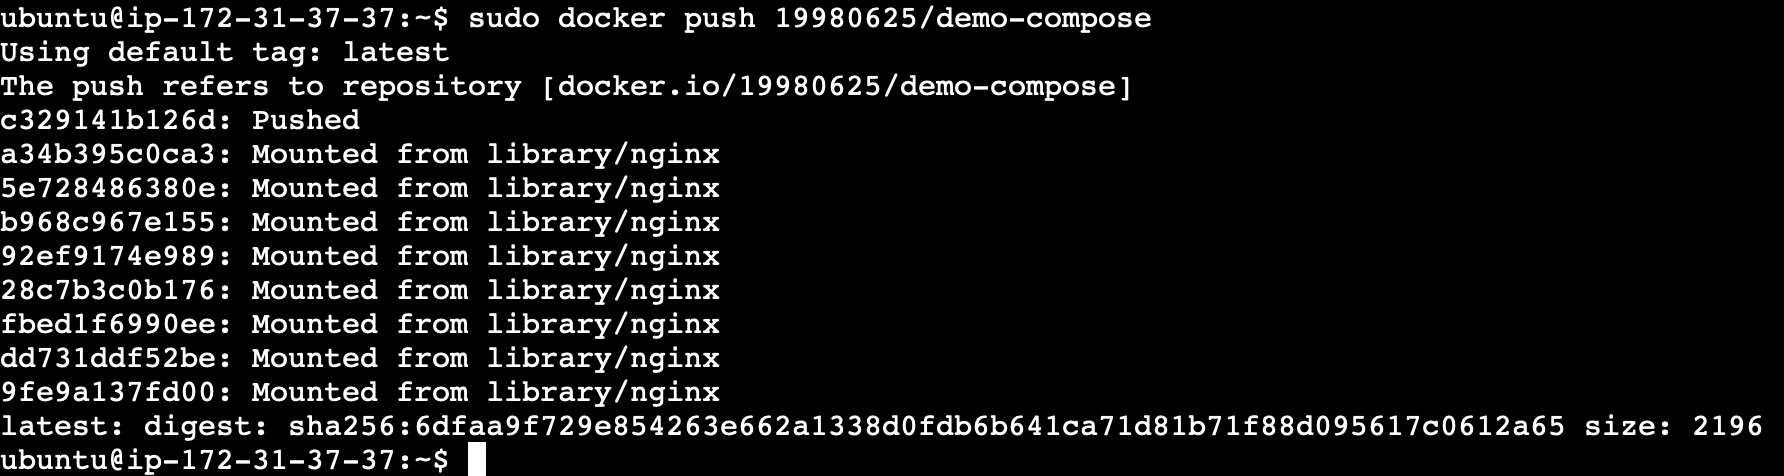 ubuntu@ip-172-31-37-37:~$ sudo docker push 19980625/demo-compose
Using default tag: latest
The push refers to repository [docker.io/19980625/demo-compose]
c329141b126d: Pushed
a34b395c0ca3: Mounted from library/nginx
5e728486380e: Mounted from library/nginx
b968c967e155: Mounted from library/nginx
92ef9174e989: Mounted from library/nginx
28c7b3c0b176: Mounted from library/nginx
fbed1f6990ee: Mounted from library/nginx
dd731ddf52be: Mounted from library/nginx
9fe9a137fd00: Mounted from library/nginx
latest: digest: sha256:6dfaa9f729e854263e662a1338d0fdb6b641ca71d81b71f88d095617c0612a65 size: 2196
ubuntu@ip-172-31-37-37:~$